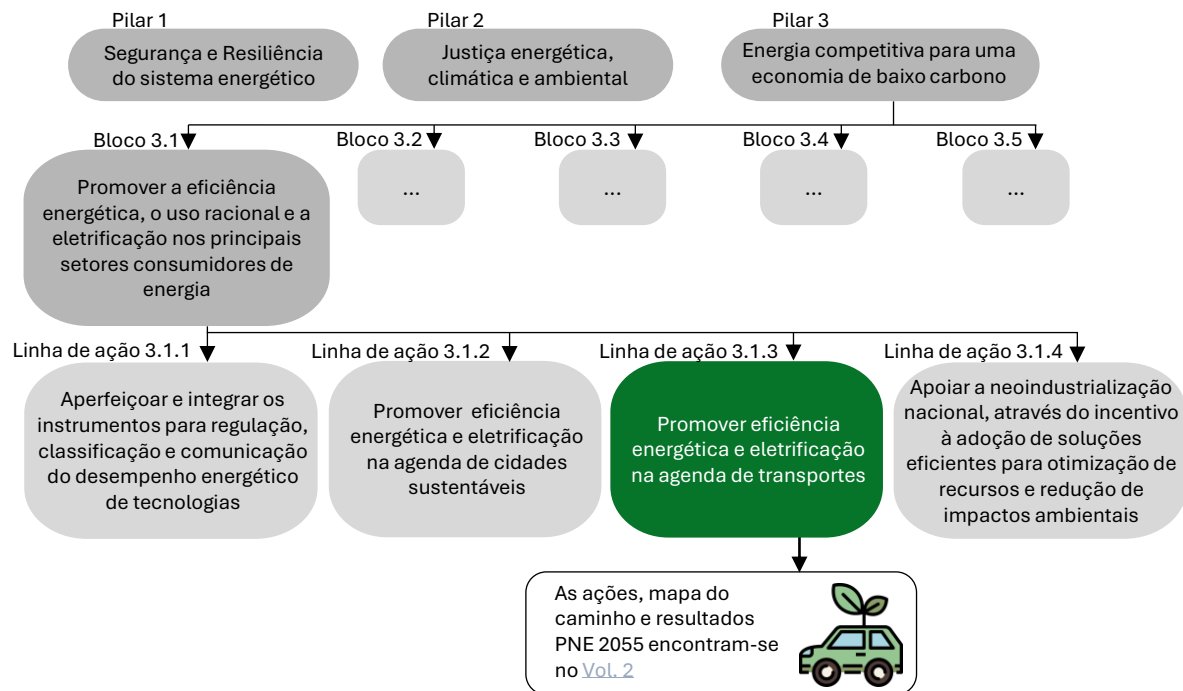 Pilar 1
Segurança e Resiliência
do sistema energético
Pilar 2
Justiça energética,
climática e ambiental
Pilar 3
Energia competitiva para uma
economia de baixo carbono
Bloco 3.1
Promover a eficiência
energética, o uso racional e a
eletrificação nos principais
setores consumidores de
energia
Bloco 3.2
...
Bloco 3.3
...
Bloco 3.4
...
Bloco 3.5
...
Linha de ação 3.1.1
Aperfeiçoar e integrar os
instrumentos para regulação,
classificação e comunicação
do desempenho energético
de tecnologias
Linha de ação 3.1.2
Promover eficiência
energética e eletrificação
na agenda de cidades
sustentáveis
Linha de ação 3.1.3
Promover eficiência
energética e eletrificação
na agenda de transportes
Linha de ação 3.1.4
Apoiar a neoindustrialização
nacional, através do incentivo
à adoção de soluções
eficientes para otimização de
recursos e redução de
impactos ambientais
As ações, mapa do
caminho e resultados
PNE 2055 encontram-se
no Vol. 2